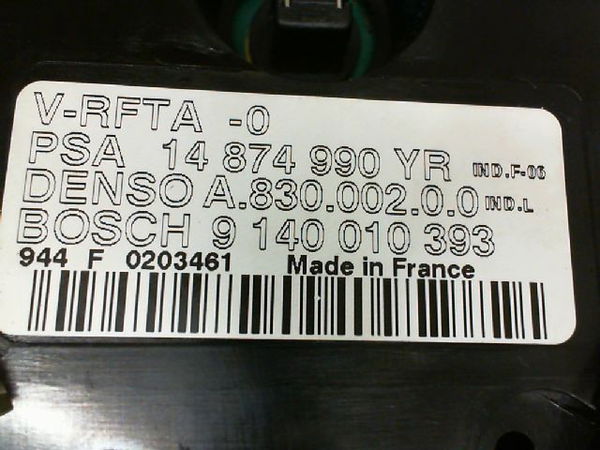 V-RFTA -0
PSA 14 874 990 YR IND.F-06
DENSO A.830.002.0.0 IND.L
BOSCH 9 140 010 393
944 F 0203461 Made in France